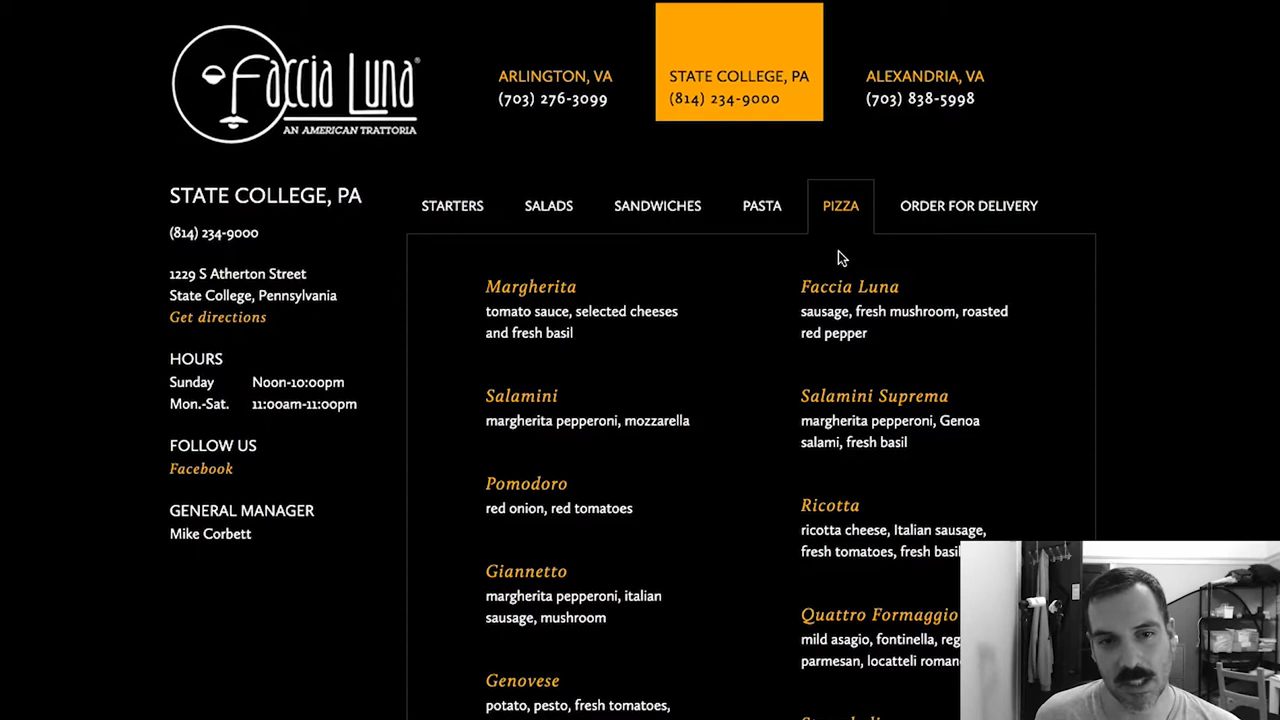 Faccia Luna®
AN AMERICAN TRATTORIA
ARLINGTON, VA
(703) 276-3099
STATE COLLEGE, PA
(814) 234-9000
ALEXANDRIA, VA
(703) 838-5998
STATE COLLEGE, PA
(814) 234-9000
1229 S Atherton Street
State College, Pennsylvania
Get directions
HOURS
Sunday Noon-10:00pm
Mon.-Sat. 11:00am-11:00pm
FOLLOW US
Facebook
GENERAL MANAGER
Mike Corbett
STARTERS SALADS SANDWICHES PASTA PIZZA ORDER FOR DELIVERY
Margherita
tomato sauce, selected cheeses
and fresh basil
Salamini
margherita pepperoni, mozzarella
Pomodoro
red onion, red tomatoes
Giannetto
margherita pepperoni, italian
sausage, mushroom
Genovese
potato, pesto, fresh tomatoes,
Faccia Luna
sausage, fresh mushroom, roasted
red pepper
Salamini Suprema
margherita pepperoni, Genoa
salami, fresh basil
Ricotta
ricotta cheese, Italian sausage,
fresh tomatoes, fresh basil
Quattro Formaggio
mild asagio, fontinella,
parmesan, locatelli